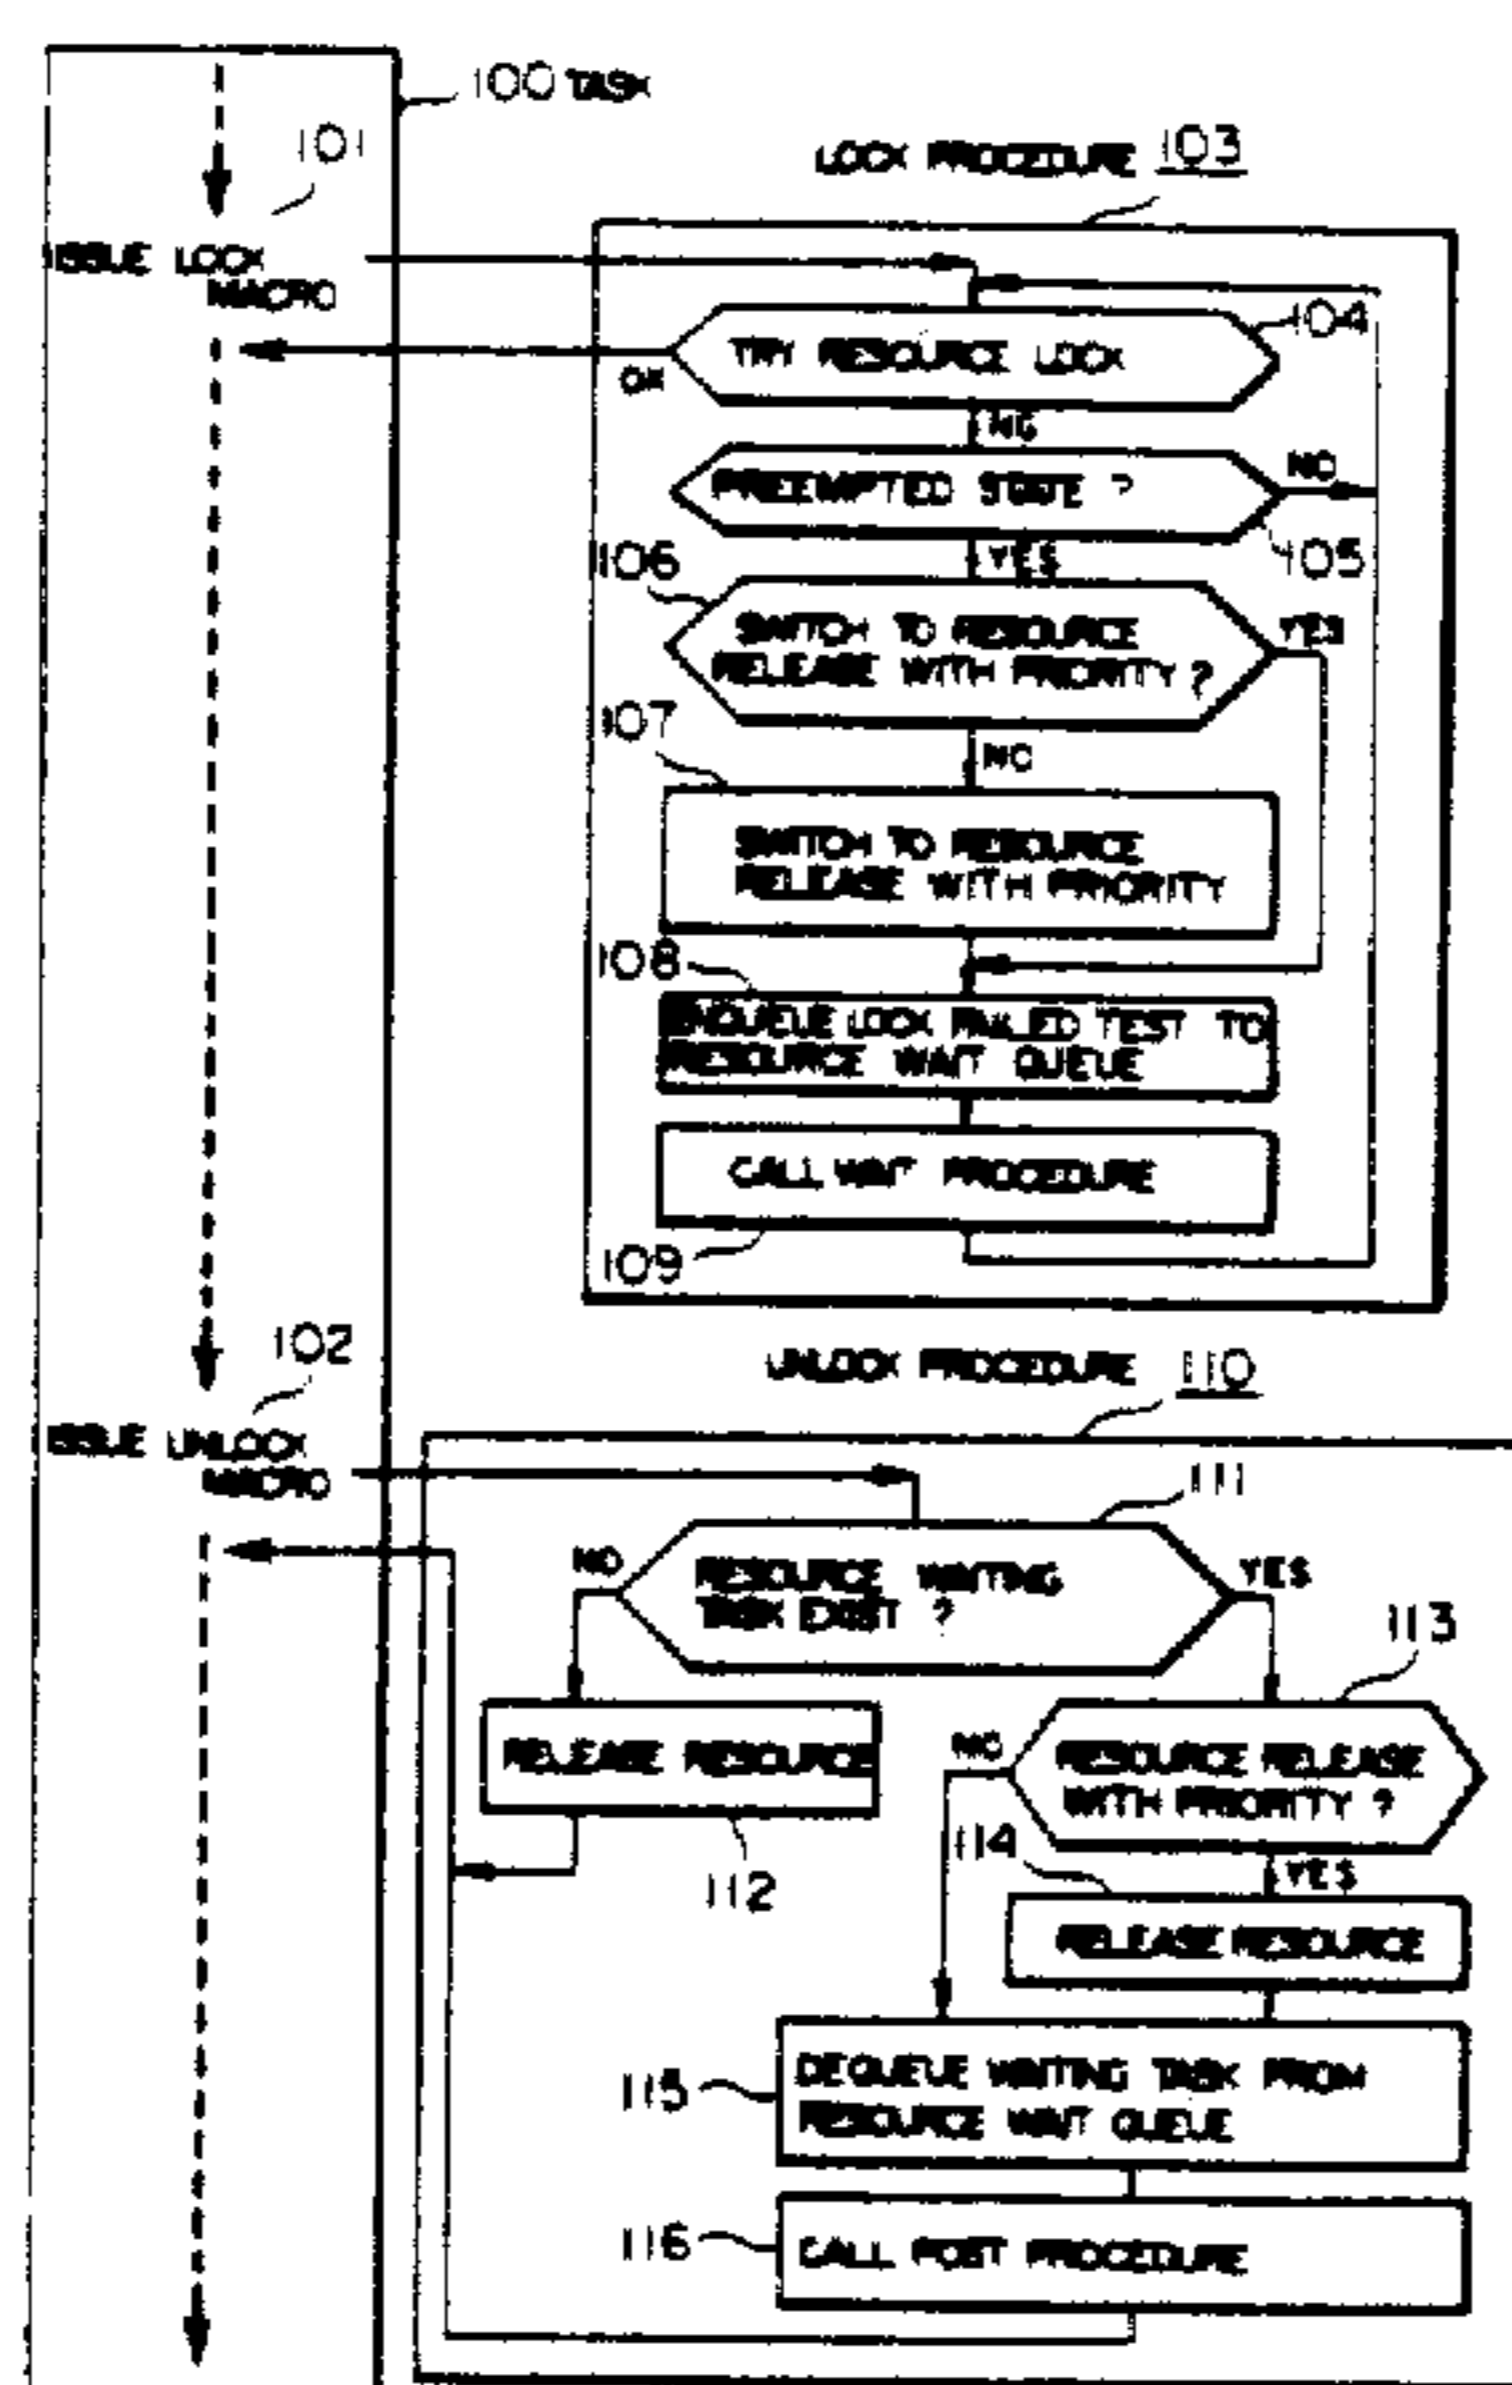 100 TASK
101
LOCK PROCEDURE 103
ISSUE LOCK
MACRO
104
TRY RESOURCE LOCK
OK
NG
PREEMPTED STATE ?
NO
105
106
YES
SWITCH TO RESOURCE
RELEASE WITH PRIORITY ?
YES
107
NO
SWITCH TO RESOURCE
RELEASE WITH PRIORITY
108
ENQUEUE LOCK FAILED TEST TO
RESOURCE WAIT QUEUE
CALL WAIT PROCEDURE
109
102
UNLOCK PROCEDURE 110
ISSUE UNLOCK
MACRO
111
NO
RESOURCE WAITING
TASK EXIST ?
YES
113
RELEASE RESOURCE
NO
RESOURCE RELEASE
WITH PRIORITY ?
112
114
YES
RELEASE RESOURCE
115
DEQUEUE WAITING TASK FROM
RESOURCE WAIT QUEUE
116
CALL POST PROCEDURE